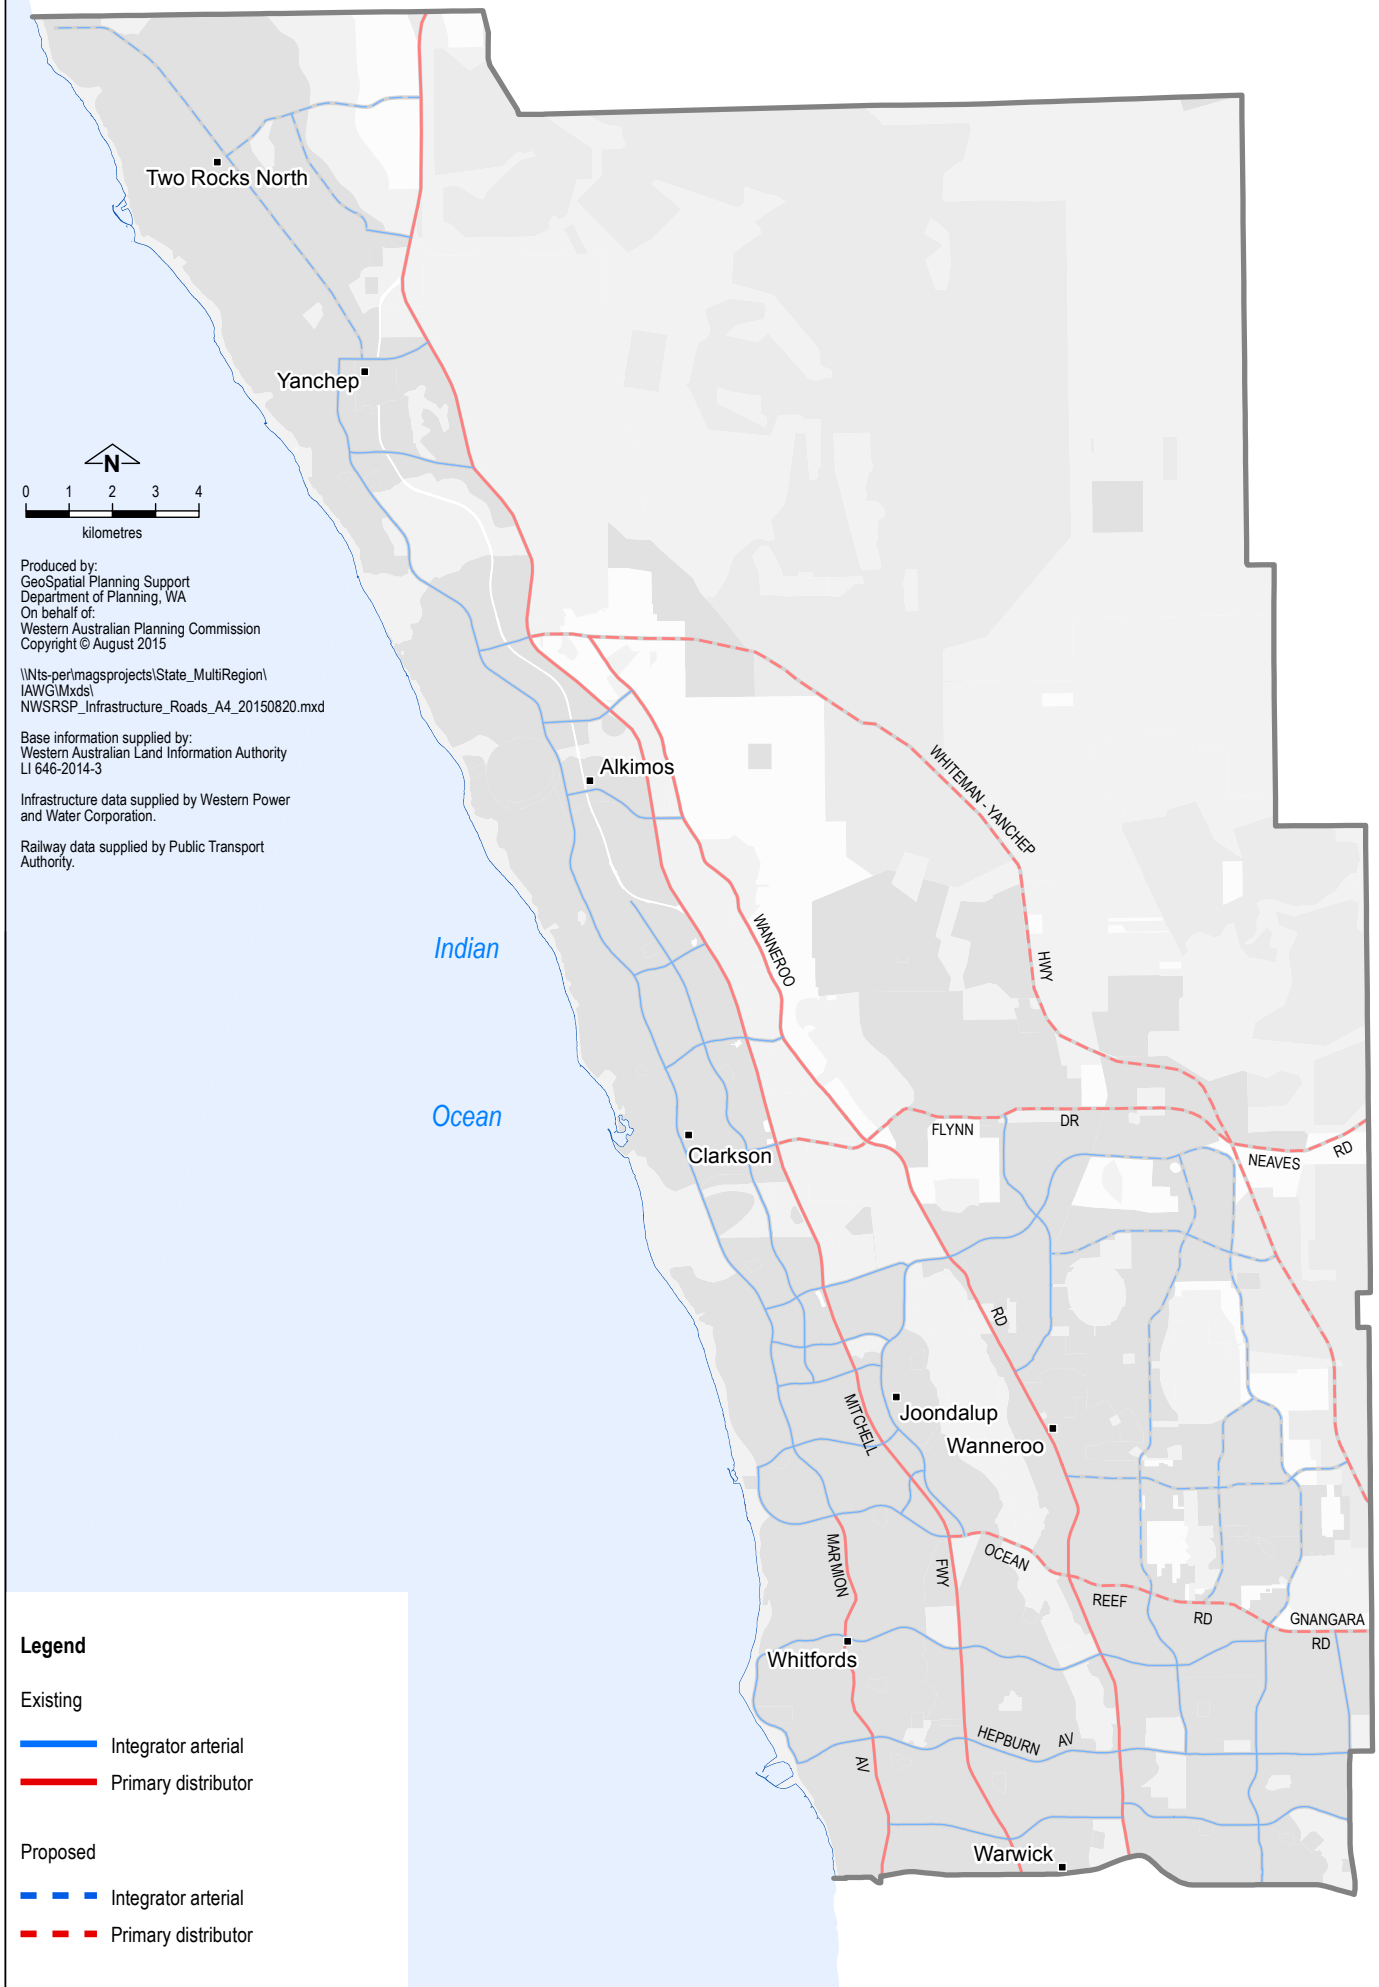 Two Rocks North
Yanchep
N
0 1 2 3 4
kilometres
Produced by:
GeoSpatial Planning Support
Department of Planning, WA
On behalf of:
Western Australian Planning Commission
Copyright © August 2015
\\Nts-per\magsprojects\State_MultiRegion\
IAWG\Mxds\
NWSRSP_Infrastructure_Roads_A4_20150820.mxd
Base information supplied by:
Western Australian Land Information Authority
LI 646-2014-3
Infrastructure data supplied by Western Power
and Water Corporation.
Railway data supplied by Public Transport
Authority.
Alkimos
WHITEMAN - YANCHEP
HWY
WANNEROO
Indian
Ocean
Clarkson
FLYNN
DR
NEAVES
RD
RD
Joondalup
Wanneroo
MITCHELL
MARMION
FWY
OCEAN
REEF
RD
GNANGARA
RD
Whitfords
HEPBURN
AV
AV
Warwick
Legend
Existing
Integrator arterial
Primary distributor
Proposed
Integrator arterial
Primary distributor